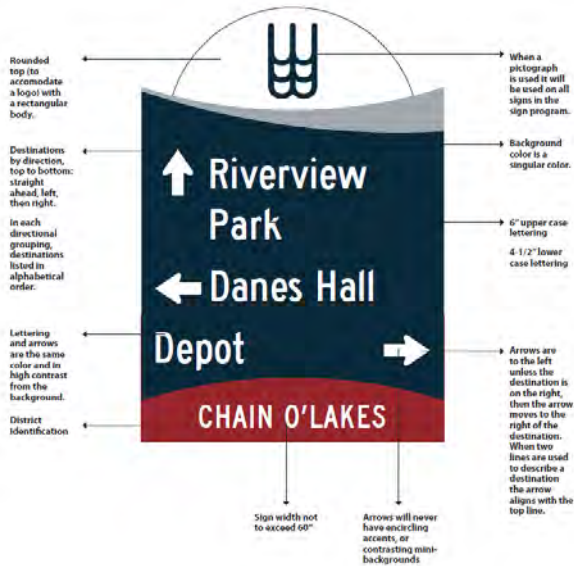 Rounded
top (to
accomodate
a logo) with
a rectangular
body.
Destinations
by direction,
top to bottom:
straight
ahead, left,
then right.
In each
directional
grouping,
destinations
listed in
alphabetical
order.
Lettering
and arrows
are the same
color and in
high contrast
from the
background.
District
Identification
Riverview
Park
Danes Hall
Depot
CHAIN O'LAKES
When a
pictograph
is used it will
be used on all
signs in the
sign program.
Background
color is a
singular color.
6" upper case
lettering
4-1/2" lower
case lettering
Arrows are
to the left
unless the
destination is
on the right,
then the arrow
moves to the
right of the
destination.
When two
lines are used
to describe a
destination
the arrow
aligns with the
top line.
Sign width not
to exceed 60"
Arrows will never
have encircling
accents, or
contrasting mini-
backgrounds